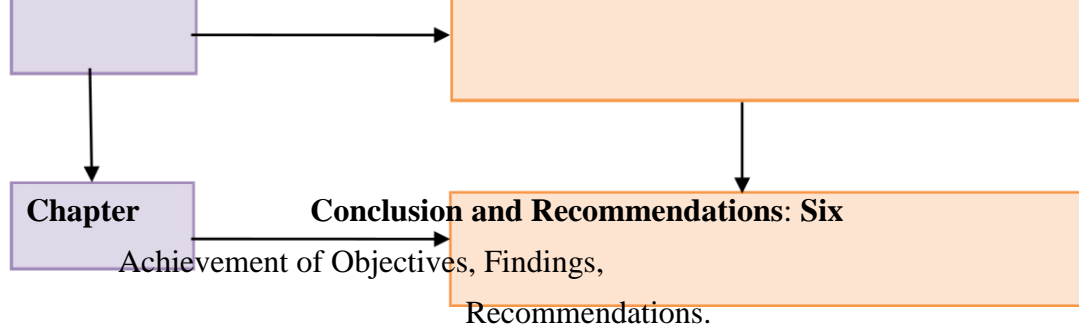 Chapter Conclusion and Recommendations: Six
Achievement of Objectives, Findings,
Recommendations.